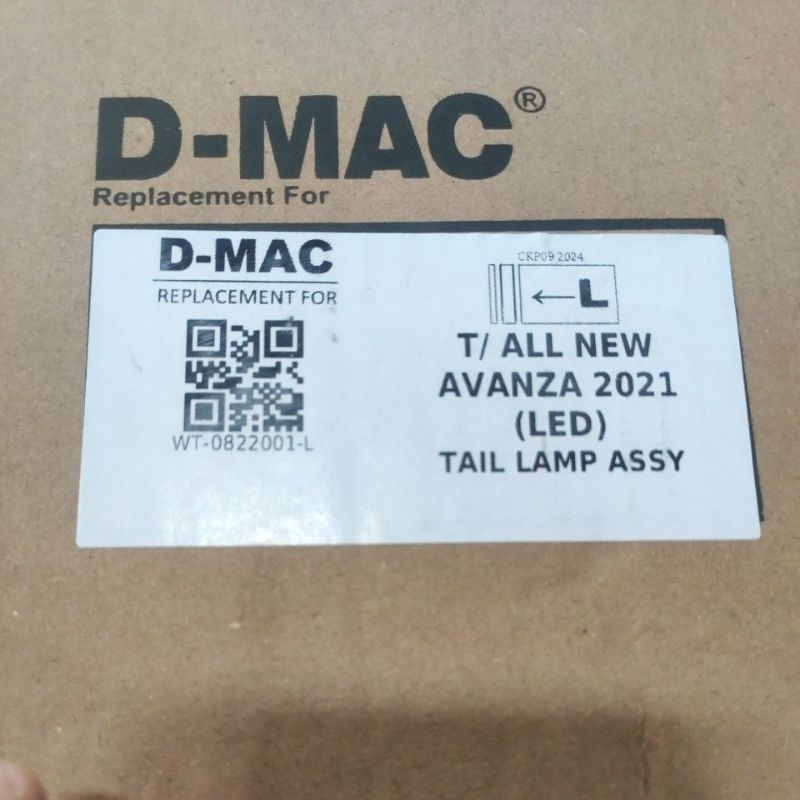 D-MAC®
Replacement For
D-MAC
REPLACEMENT FOR
WT-0822001-L
CKP09 2024
←L
T/ ALL NEW
AVANZA 2021
(LED)
TAIL LAMP ASSY